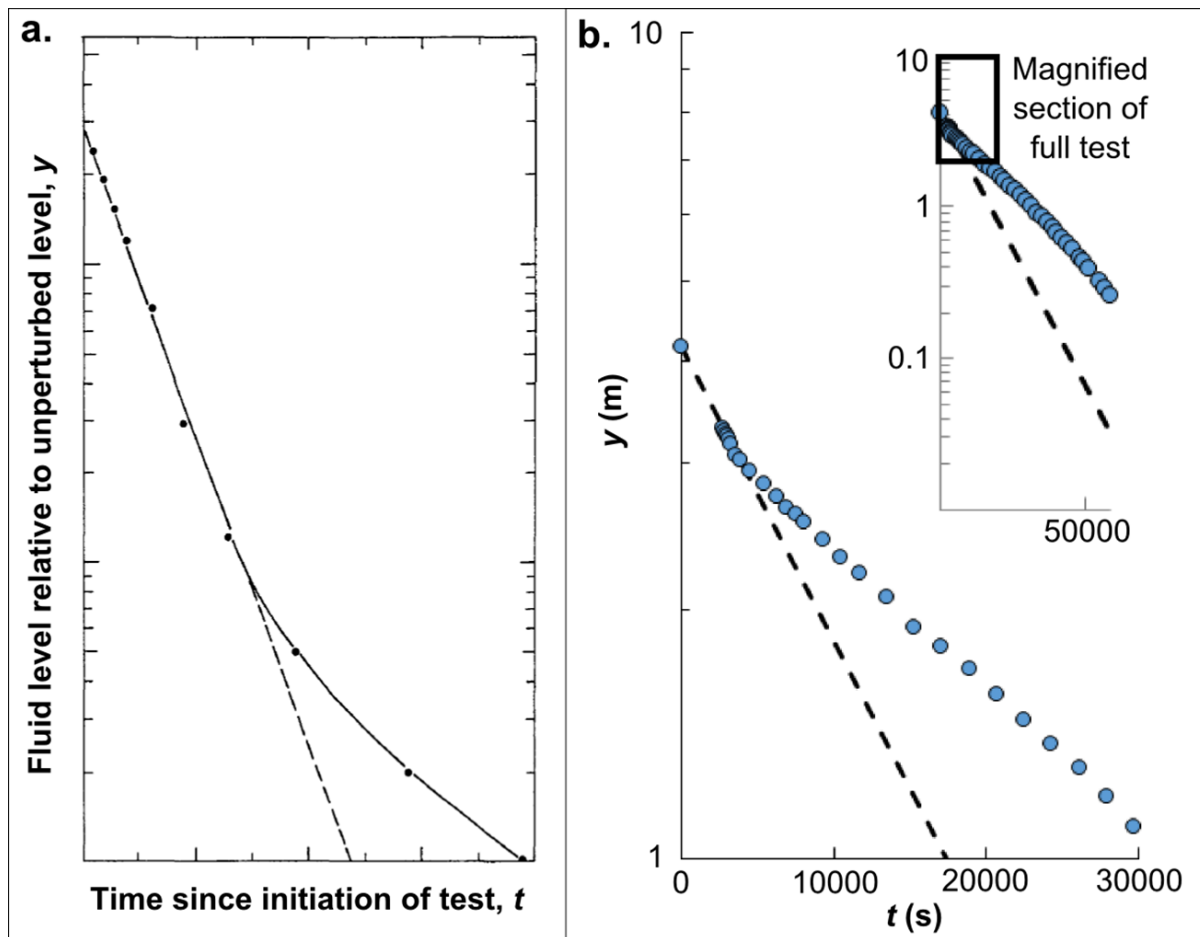 a.
Fluid level relative to unperturbed level, y
Time since initiation of test, t
b.
10
1
y (m)
0
10000
20000
30000
t (s)
10
1
0.1
50000
Magnified
section of
full test